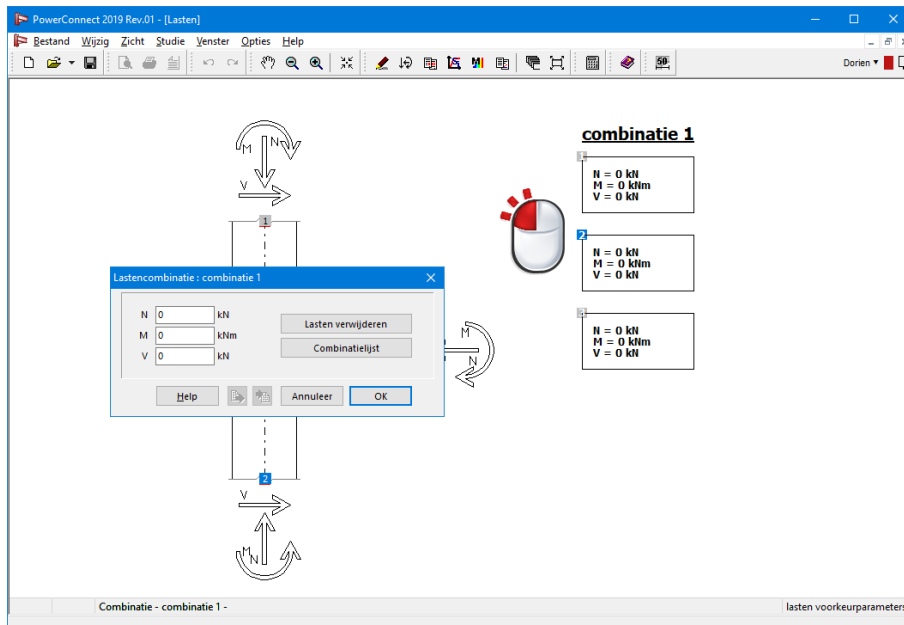 PowerConnect 2019 Rev.01 - [Lasten]
Bestand Wijzig Zicht Studie Venster Opties Help
50
Dorien
M N
V
1
combinatie 1
1
N = 0 kN
M = 0 kNm
V = 0 kN
2
N = 0 kN
M = 0 kNm
V = 0 kN
N = 0 kN
M = 0 kNm
V = 0 kN
Lastencombinatie : combinatie 1
N 0 kN
M 0 kNm
V 0 kN
Lasten verwijderen
Combinatielijst
Help
Annuleer
OK
M
N
2
V
M N
Combinatie - combinatie 1 -
lasten voorkeurparameters